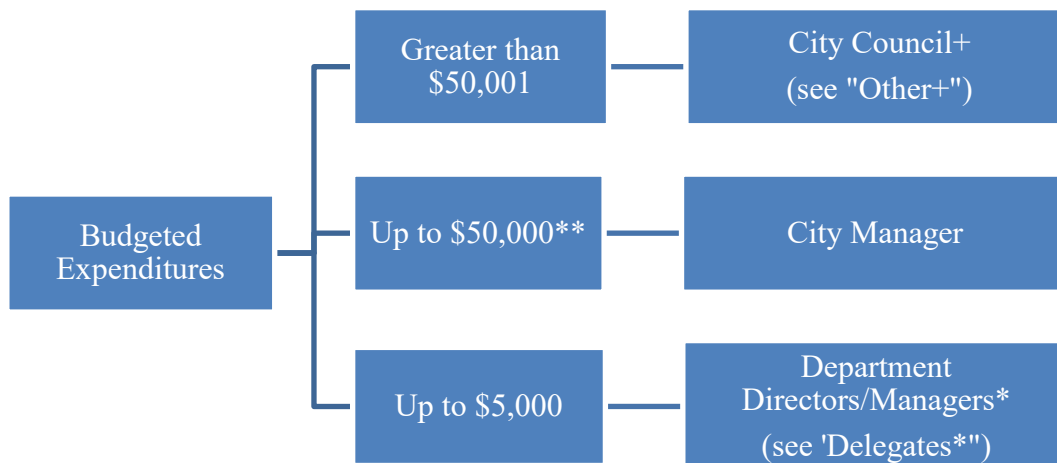 Greater than
$50,001
City Council+
(see "Other+")
Budgeted
Expenditures
Up to $50,000**
City Manager
Up to $5,000
Department
Directors/Managers*
(see 'Delegates*")